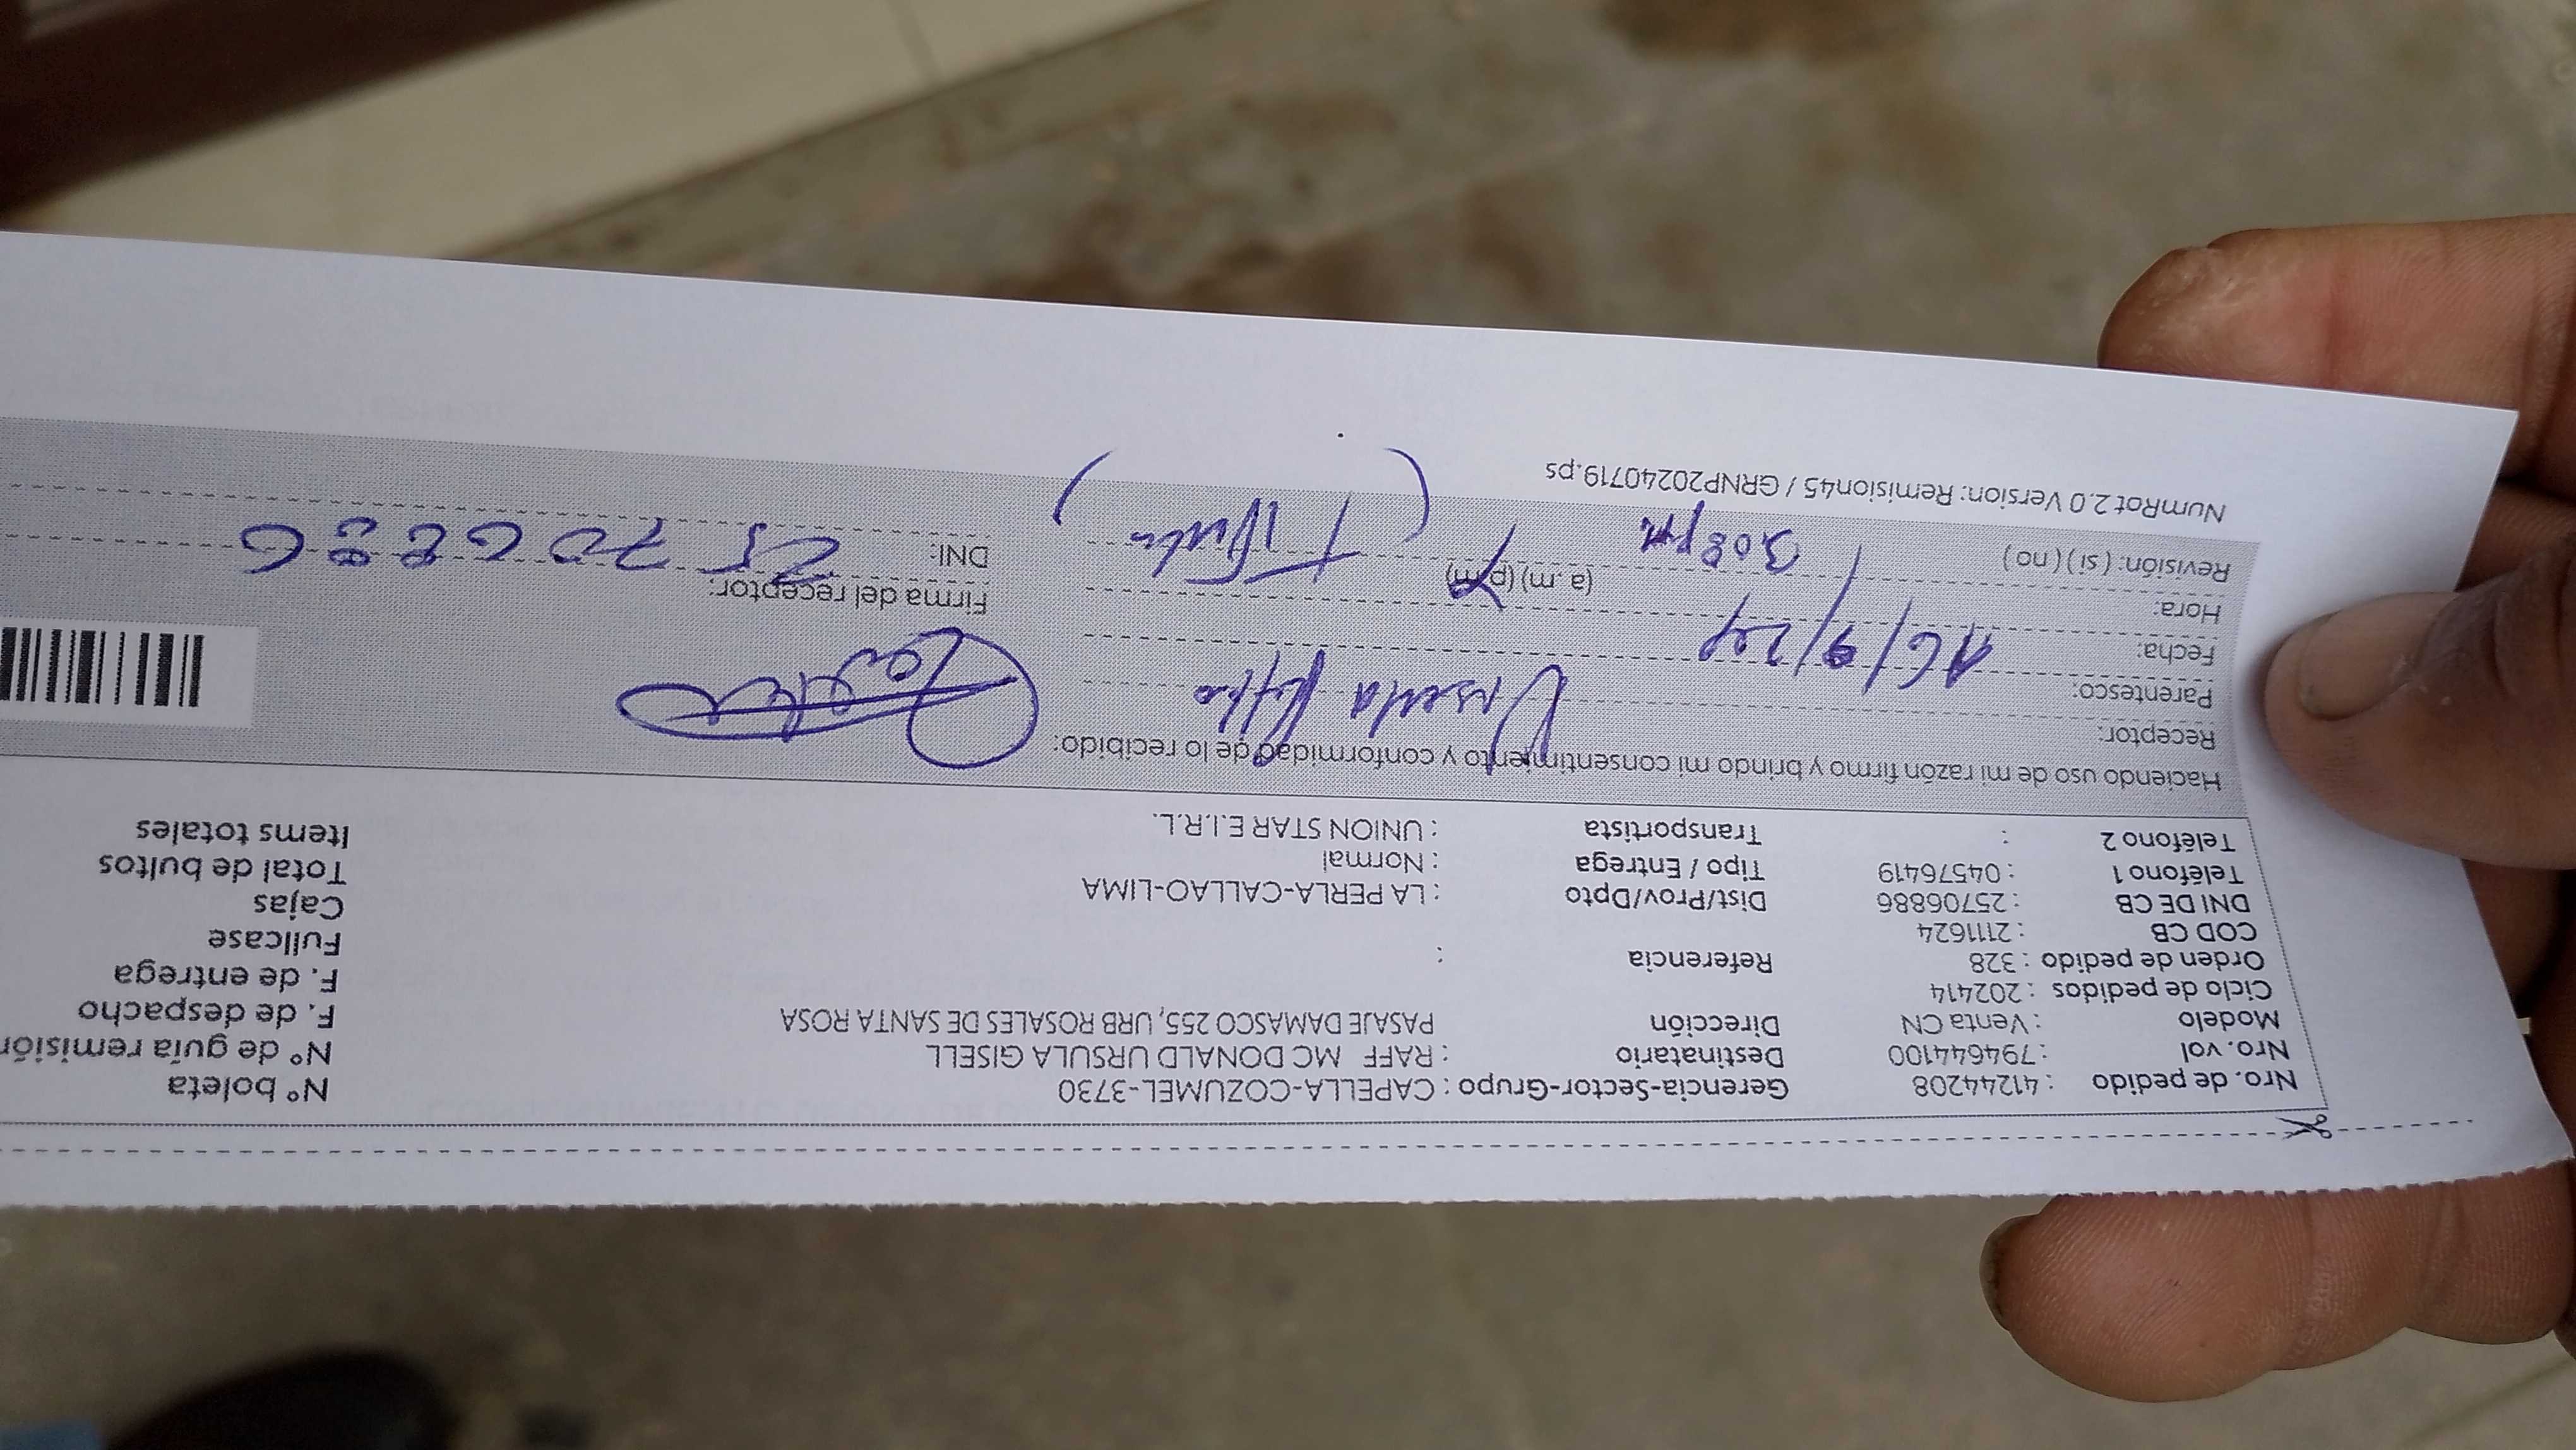 Nro. de pedido : 41244208 Gerencia-Sector-Grupo : CAPELLA-COZUMEL-3730 N° boleta
Nro. vol : 794644100 Destinatario : RAFF MC DONALD URSULA GISELL N° de guía remisión
Modelo : Venta CN Dirección PASAJE DAMASCO 255, URB ROSALES DE SANTA ROSA F. de despacho
Ciclo de pedidos : 202414 F. de entrega
Orden de pedido : 328 Referencia : Fullcase
COD CB : 2111624 Cajas
DNI DE CB : 25706886 Dist/Prov/Dpto : LA PERLA-CALLAO-LIMA Total de bultos
Teléfono 1 : 04576419 Tipo / Entrega : Normal Items totales
Teléfono 2 : Transportista : UNION STAR E.I.R.L.
Haciendo uso de mi razón firmo y brindo mi consentimiento y conformidad de lo recibido:
Receptor: Ursula
Parentesco:
Fecha: 16/9/24
Hora: (a. m) (p.m) Firma del receptor:
Revisión: ( si ) ( no ) 3.08 pm ( Titular ) DNI: 25706886
NumRot 2.0 Version: Remision45 / GRNP20240719.ps